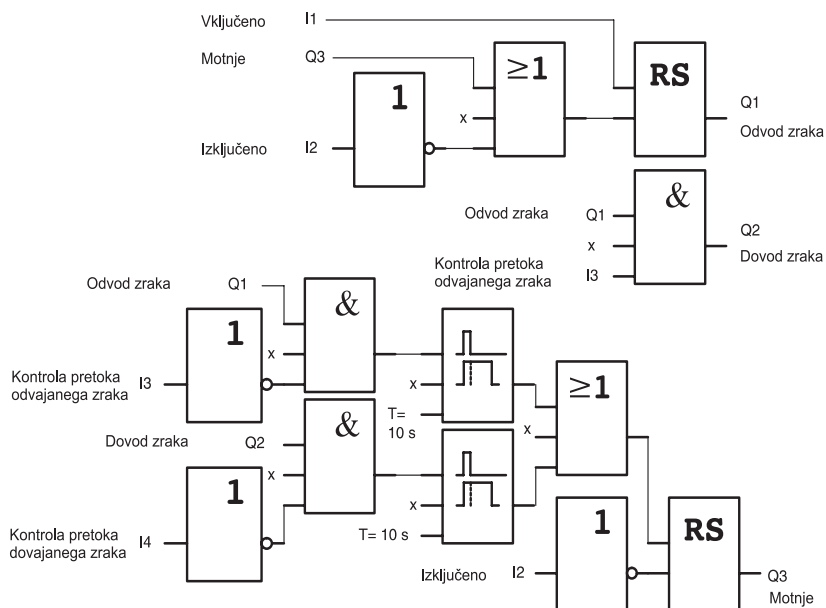 Vključeno I1
Motnje Q3
1
≥1
RS
x
Q1
Odvod zraka
Izključeno I2
&
Odvod zraka Q1
Q2
x
Dovod zraka
I3
Kontrola pretoka
odvajanega zraka
Odvod zraka Q1
&
1
x
Kontrola pretoka
odvajanega zraka I3
x
≥1
T=
10 s
x
Dovod zraka Q2
&
1
x
x
Kontrola pretoka
dovajanega zraka I4
T= 10 s
1
RS
Izključeno I2
Q3
Motnje